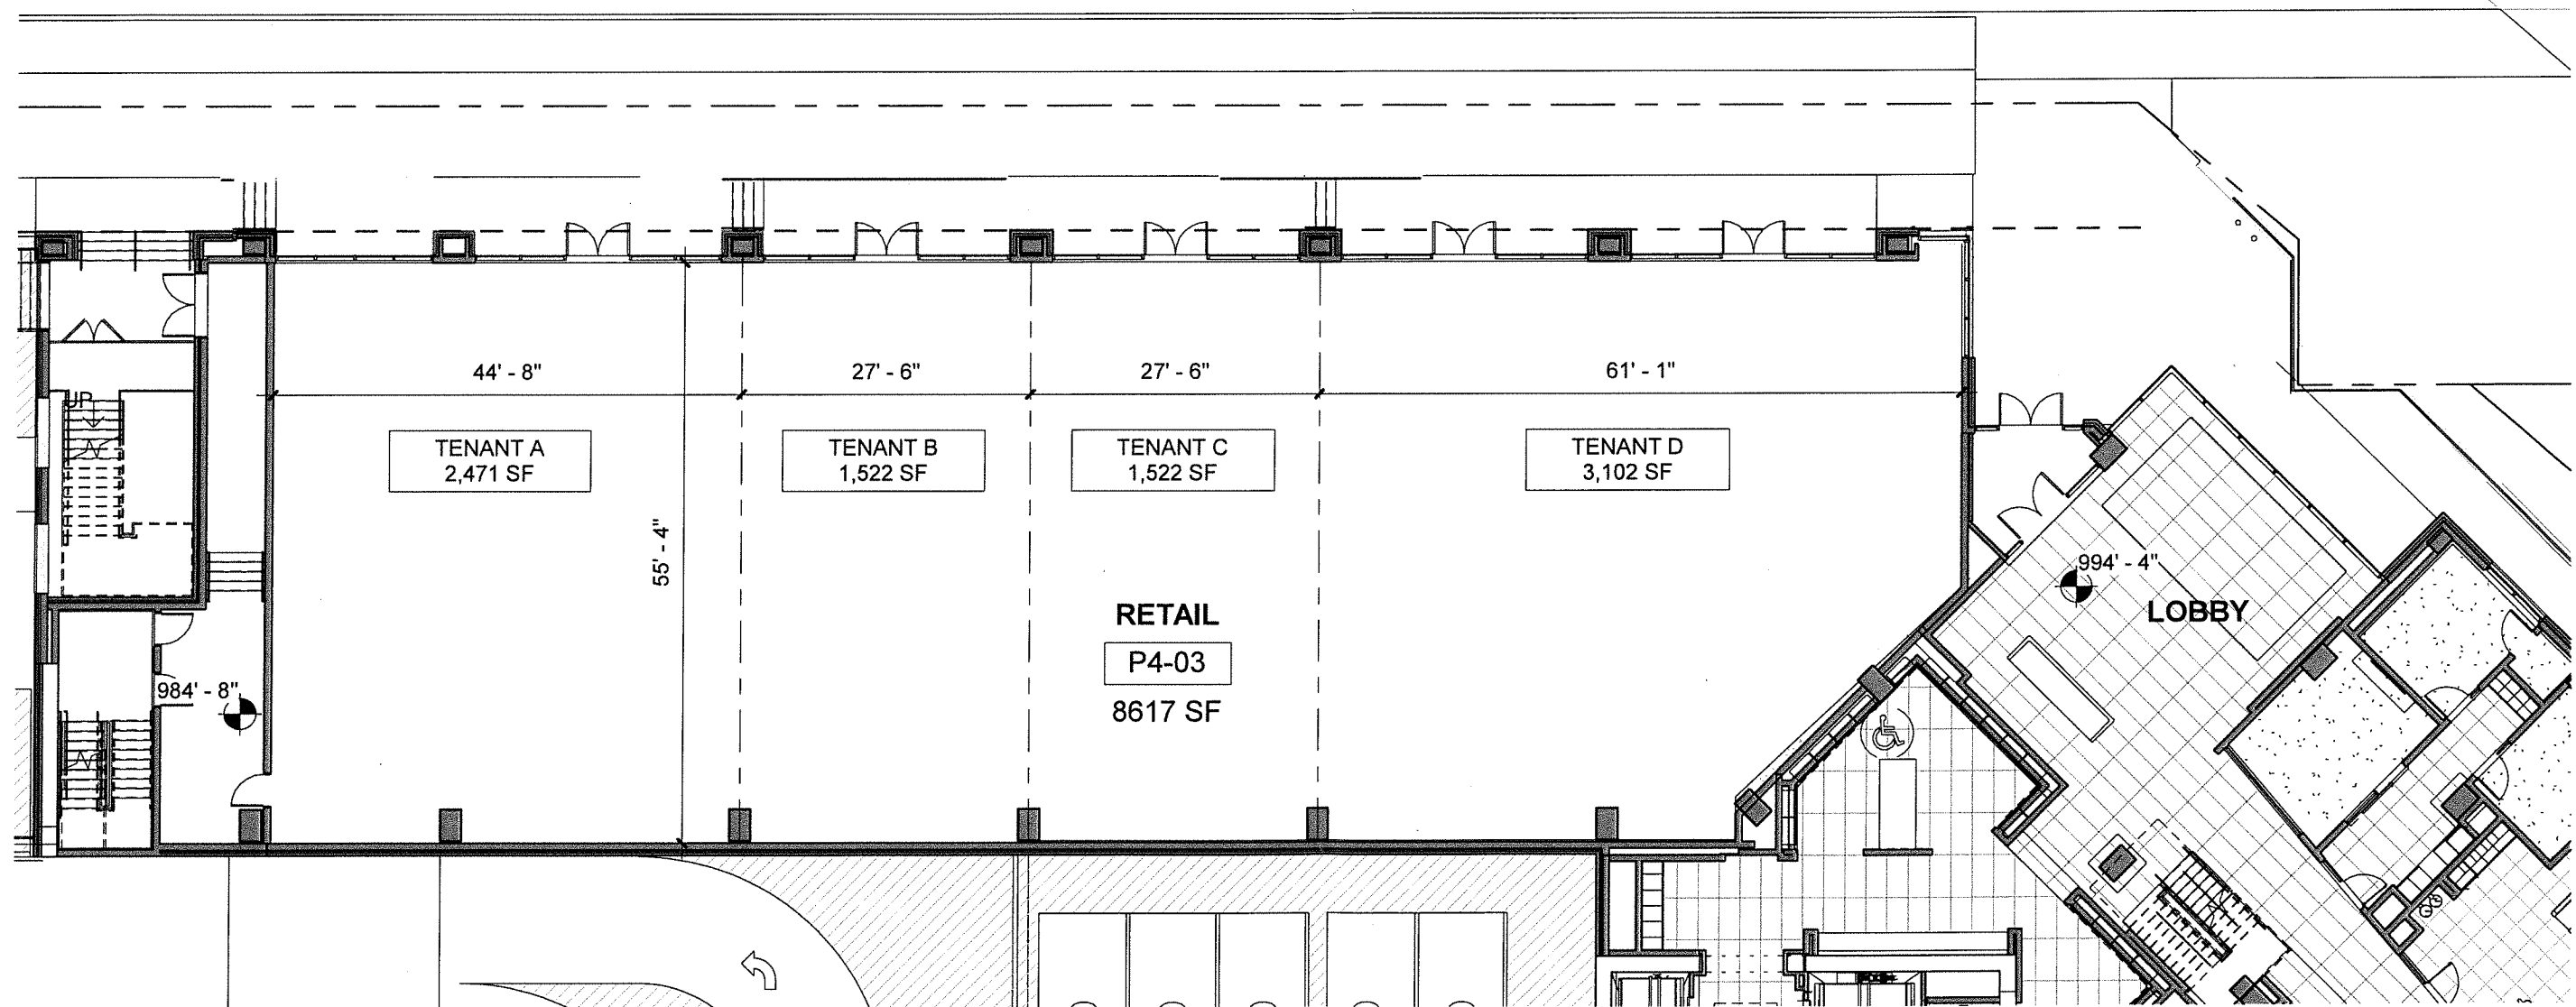 44' - 8"
27' - 6"
27' - 6"
61' - 1"
UP
TENANT A
2,471 SF
TENANT B
1,522 SF
TENANT C
1,522 SF
TENANT D
3,102 SF
55' - 4"
994' - 4"
LOBBY
RETAIL
P4-03
8617 SF
984' - 8"